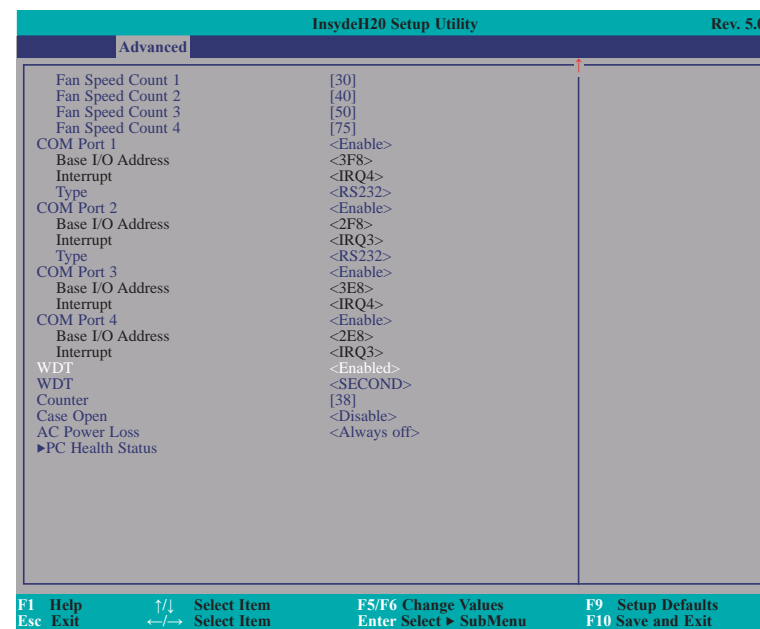 InsydeH20 Setup Utility Rev. 5.0
Advanced
↑
Fan Speed Count 1 [30]
Fan Speed Count 2 [40]
Fan Speed Count 3 [50]
Fan Speed Count 4 [75]
COM Port 1 <Enable>
Base I/O Address <3F8>
Interrupt <IRQ4>
Type <RS232>
COM Port 2 <Enable>
Base I/O Address <2F8>
Interrupt <IRQ3>
Type <RS232>
COM Port 3 <Enable>
Base I/O Address <3E8>
Interrupt <IRQ4>
COM Port 4 <Enable>
Base I/O Address <2E8>
Interrupt <IRQ3>
WDT <Enabled>
WDT <SECOND>
Counter [38]
Case Open <Disable>
AC Power Loss <Always off>
▶PC Health Status
F1 Help ↑/↓ Select Item F5/F6 Change Values F9 Setup Defaults
Esc Exit ←/→ Select Item Enter Select ▶ SubMenu F10 Save and Exit